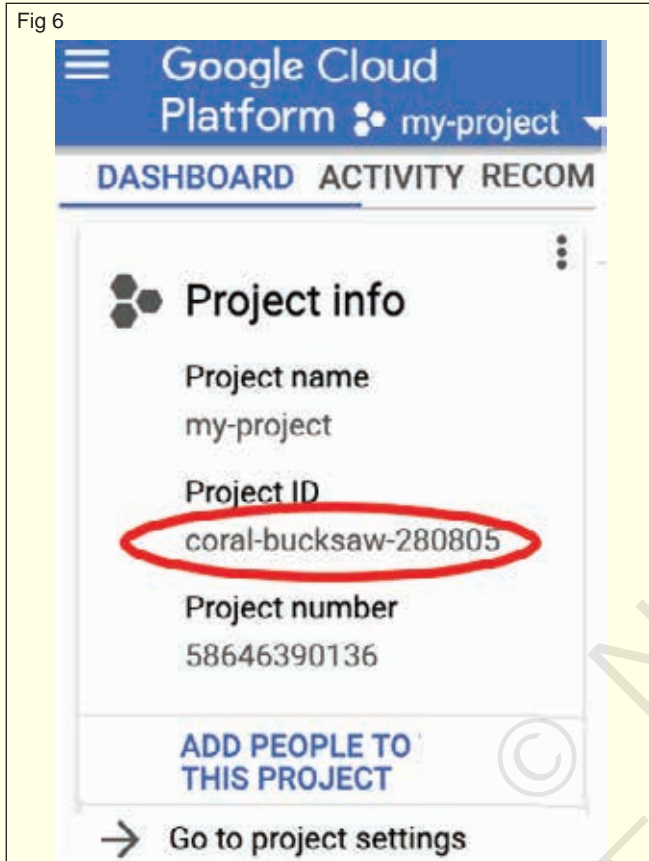 Fig 6
Google Cloud
Platform my-project
DASHBOARD ACTIVITY RECOM
Project info
Project name
my-project
Project ID
coral-bucksaw-280805
Project number
58646390136
ADD PEOPLE TO
THIS PROJECT
Go to project settings